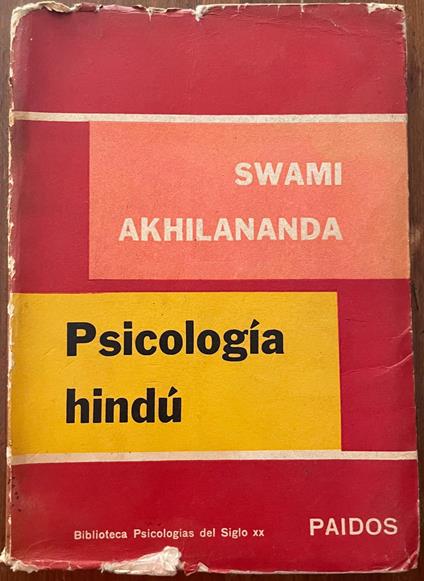 SWAMI
AKHILANANDA
Psicología
hindú
Biblioteca Psicologías del Siglo xx
PAIDOS